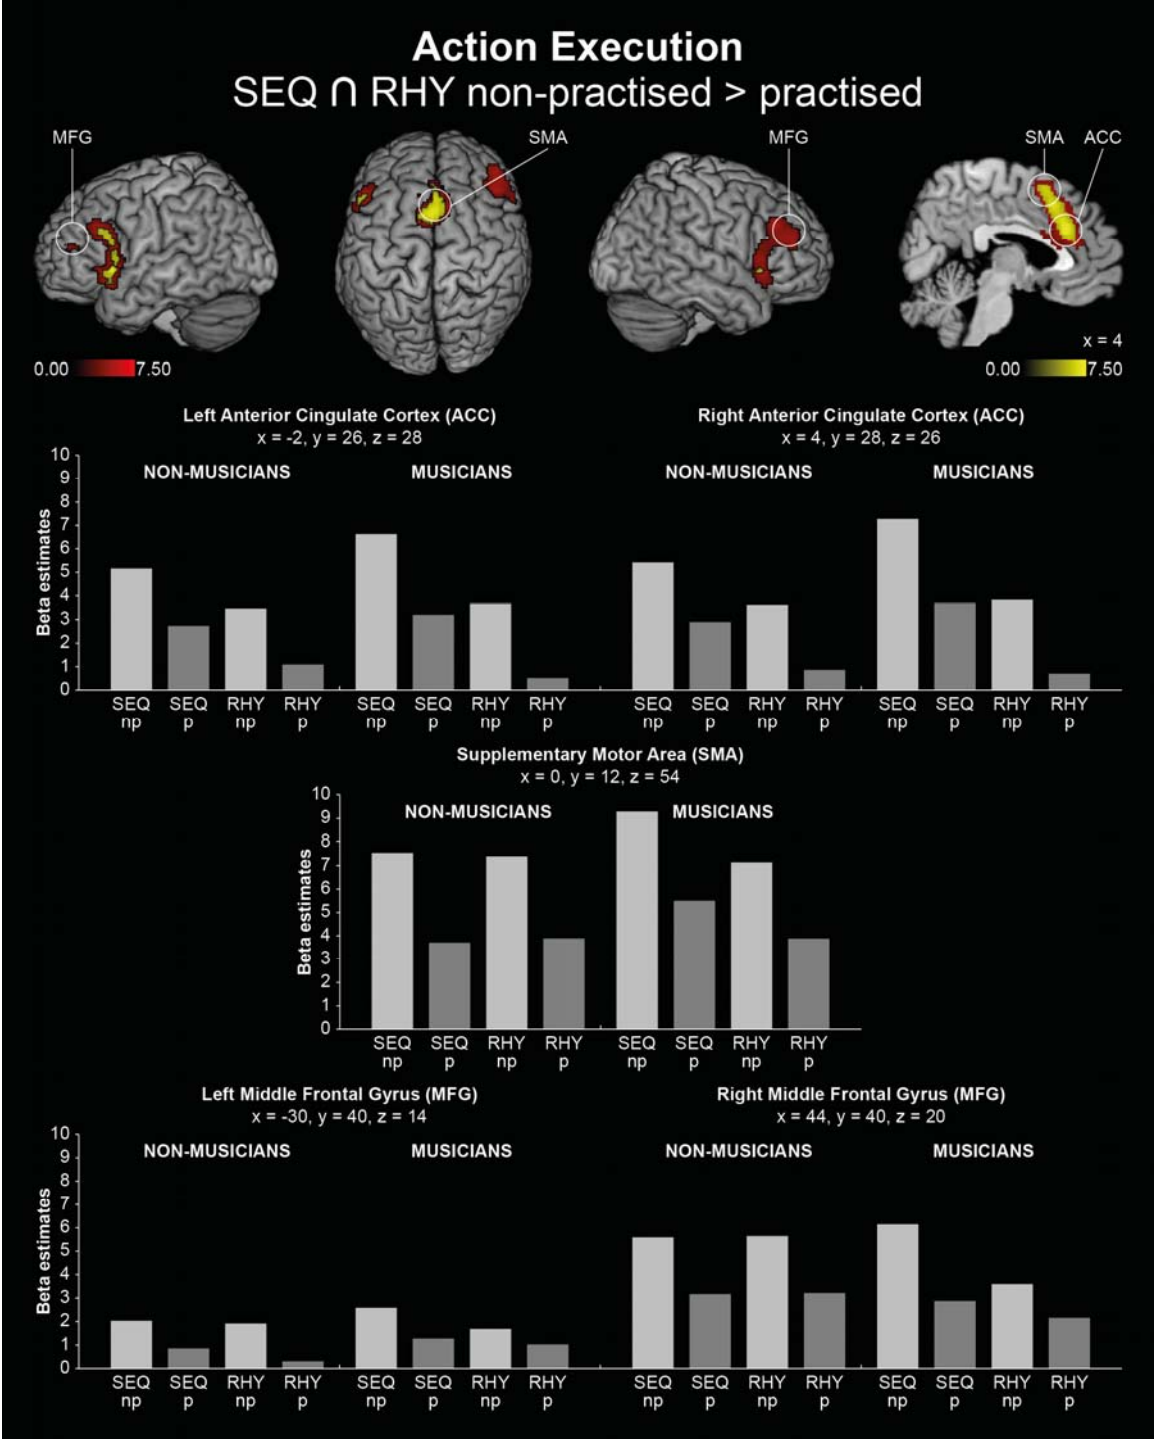 Action Execution
SEQ ∩ RHY non-practised > practised
MFG
SMA
MFG
SMA ACC
x = 4
0.00 7.50
0.00 7.50
Left Anterior Cingulate Cortex (ACC)
x = -2, y = 26, z = 28
Right Anterior Cingulate Cortex (ACC)
x = 4, y = 28, z = 26
NON-MUSICIANS MUSICIANS NON-MUSICIANS MUSICIANS
Beta estimates
10
9
8
7
6
5
4
3
2
1
0
SEQ SEQ RHY RHY SEQ SEQ RHY RHY SEQ SEQ RHY RHY SEQ SEQ RHY RHY
np p np p np p np p np p np p np p np p
Supplementary Motor Area (SMA)
x = 0, y = 12, z = 54
NON-MUSICIANS MUSICIANS
Beta estimates
10
9
8
7
6
5
4
3
2
1
0
SEQ SEQ RHY RHY SEQ SEQ RHY RHY
np p np p np p np p
Left Middle Frontal Gyrus (MFG)
x = -30, y = 40, z = 14
Right Middle Frontal Gyrus (MFG)
x = 44, y = 40, z = 20
NON-MUSICIANS MUSICIANS NON-MUSICIANS MUSICIANS
Beta estimates
10
9
8
7
6
5
4
3
2
1
0
SEQ SEQ RHY RHY SEQ SEQ RHY RHY SEQ SEQ RHY RHY SEQ SEQ RHY RHY
np p np p np p np p np p np p np p np p